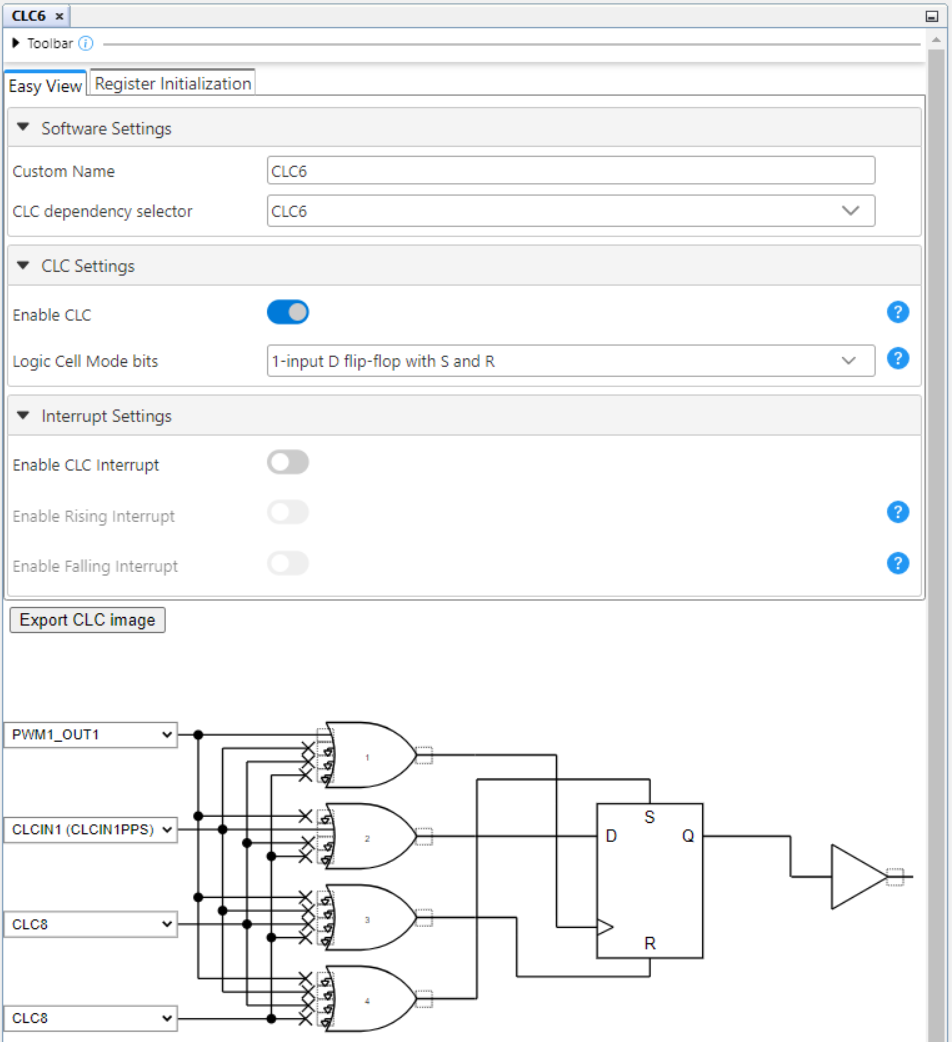 CLC6 ×
Toolbar i
Easy View Register Initialization
Software Settings
Custom Name CLC6
CLC dependency selector CLC6
CLC Settings
Enable CLC ?
Logic Cell Mode bits 1-input D flip-flop with S and R ?
Interrupt Settings
Enable CLC Interrupt
Enable Rising Interrupt ?
Enable Falling Interrupt ?
Export CLC image
PWM1_OUT1
1
S
CLCIN1 (CLCIN1PPS)
2
D Q
CLC8
3
R
4
CLC8